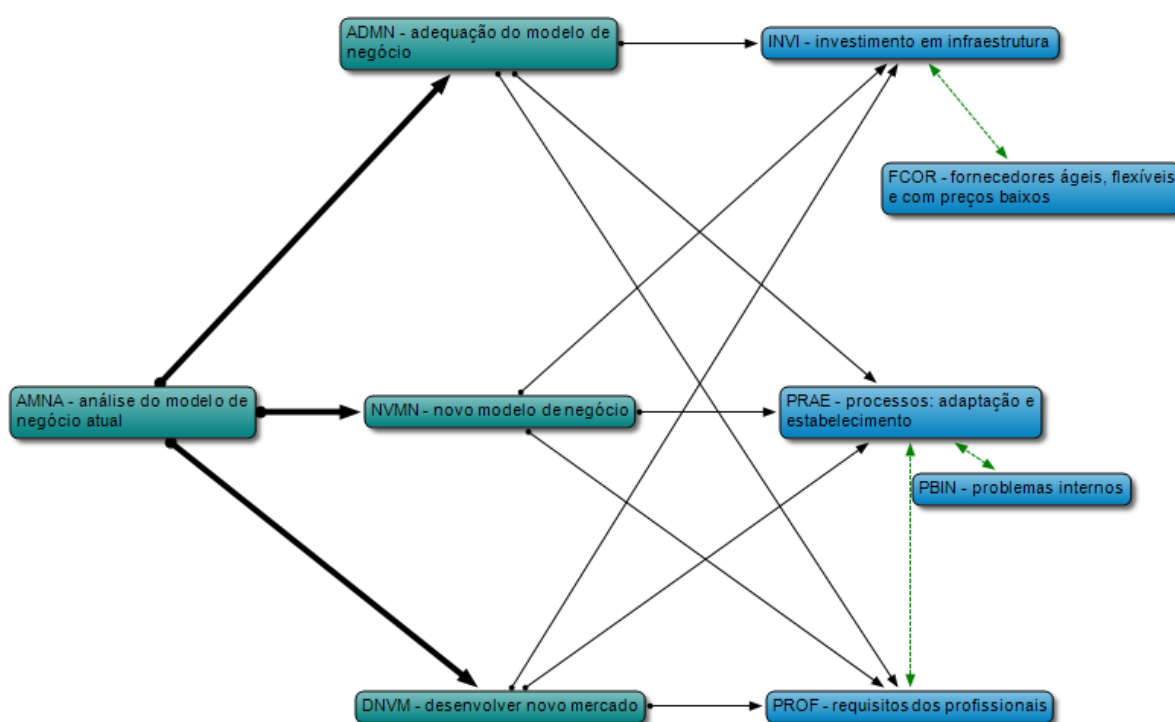 ADMN - adequação do modelo de
negócio
INVI - investimento em infraestrutura
FCOR - fornecedores ágeis, flexíveis
e com preços baixos
AMNA - análise do modelo de
negócio atual
NVMN - novo modelo de negócio
PRAE - processos: adaptação e
estabelecimento
PBIN - problemas internos
DNVM - desenvolver novo mercado
PROF - requisitos dos profissionais